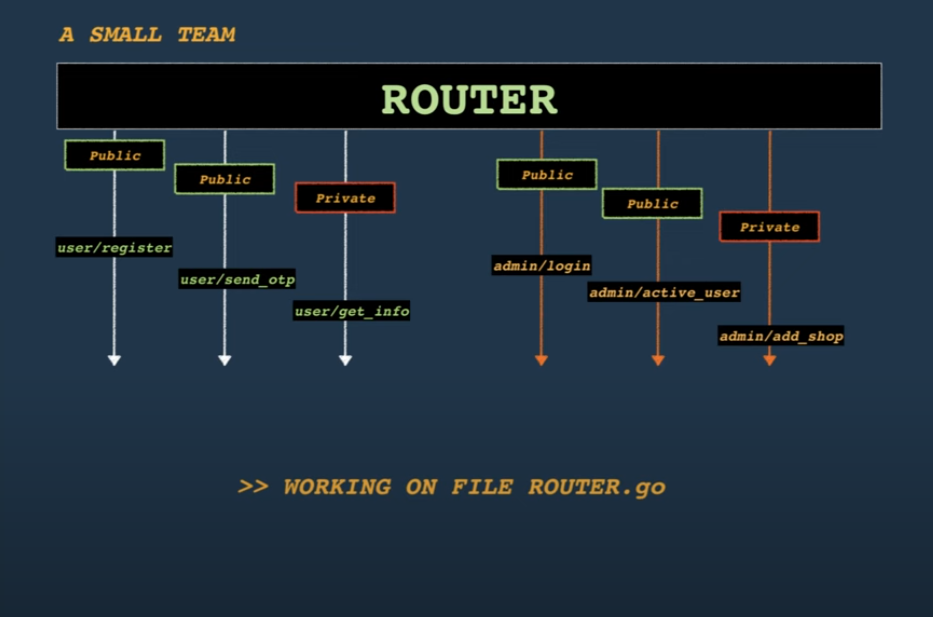 A SMALL TEAM
ROUTER
Public
Public
Private
Public
Public
Private
user/register
user/send_otp
user/get_info
admin/login
admin/active_user
admin/add_shop
>> WORKING ON FILE ROUTER.go